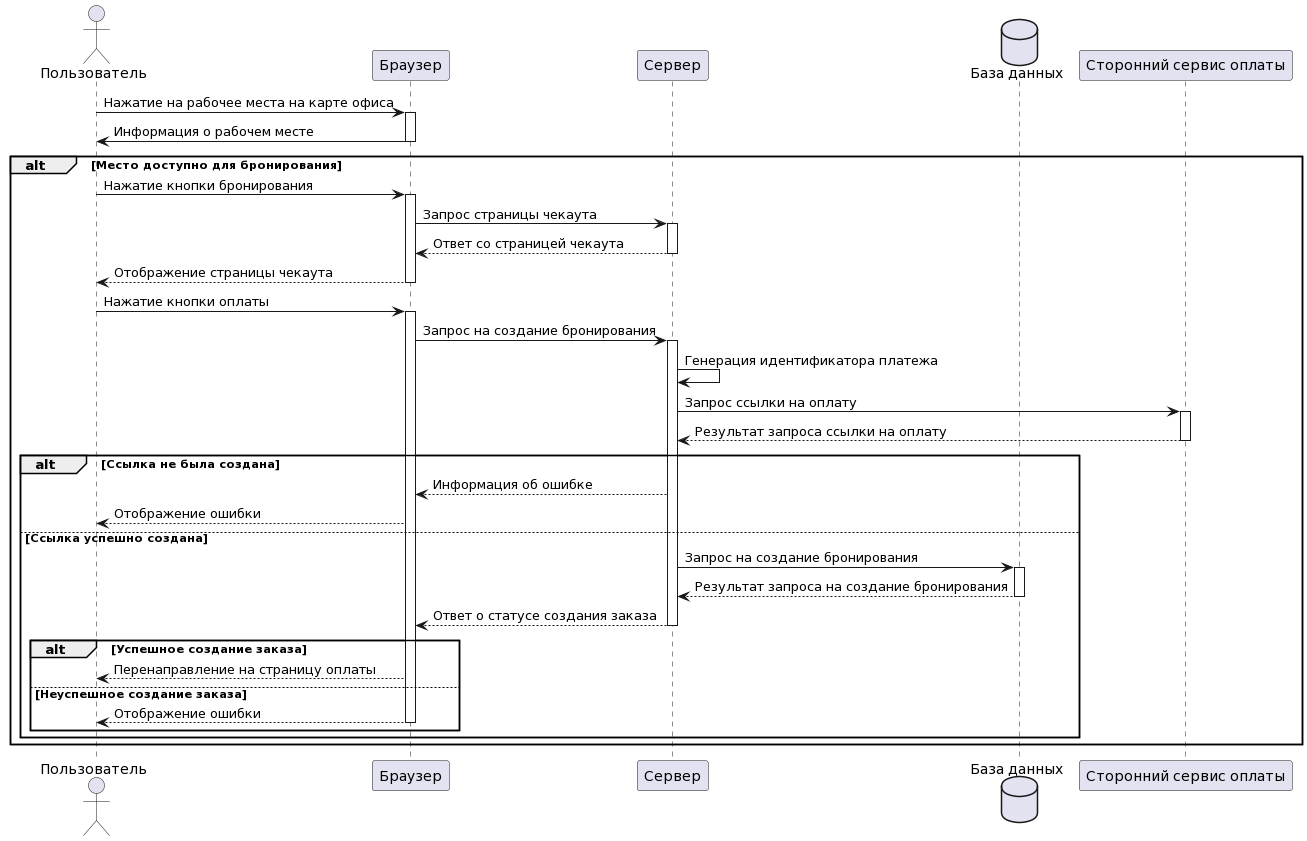 Пользователь
Браузер
Сервер
База данных
Сторонний сервис оплаты
Нажатие на рабочее места на карте офиса
Информация о рабочем месте
alt [Место доступно для бронирования]
Нажатие кнопки бронирования
Запрос страницы чекаута
Ответ со страницей чекаута
Отображение страницы чекаута
Нажатие кнопки оплаты
Запрос на создание бронирования
Генерация идентификатора платежа
Запрос ссылки на оплату
Результат запроса ссылки на оплату
alt [Ссылка не была создана]
Информация об ошибке
Отображение ошибки
[Ссылка успешно создана]
Запрос на создание бронирования
Результат запроса на создание бронирования
Ответ о статусе создания заказа
alt [Успешное создание заказа]
Перенаправление на страницу оплаты
[Неуспешное создание заказа]
Отображение ошибки
Пользователь
Браузер
Сервер
База данных
Сторонний сервис оплаты